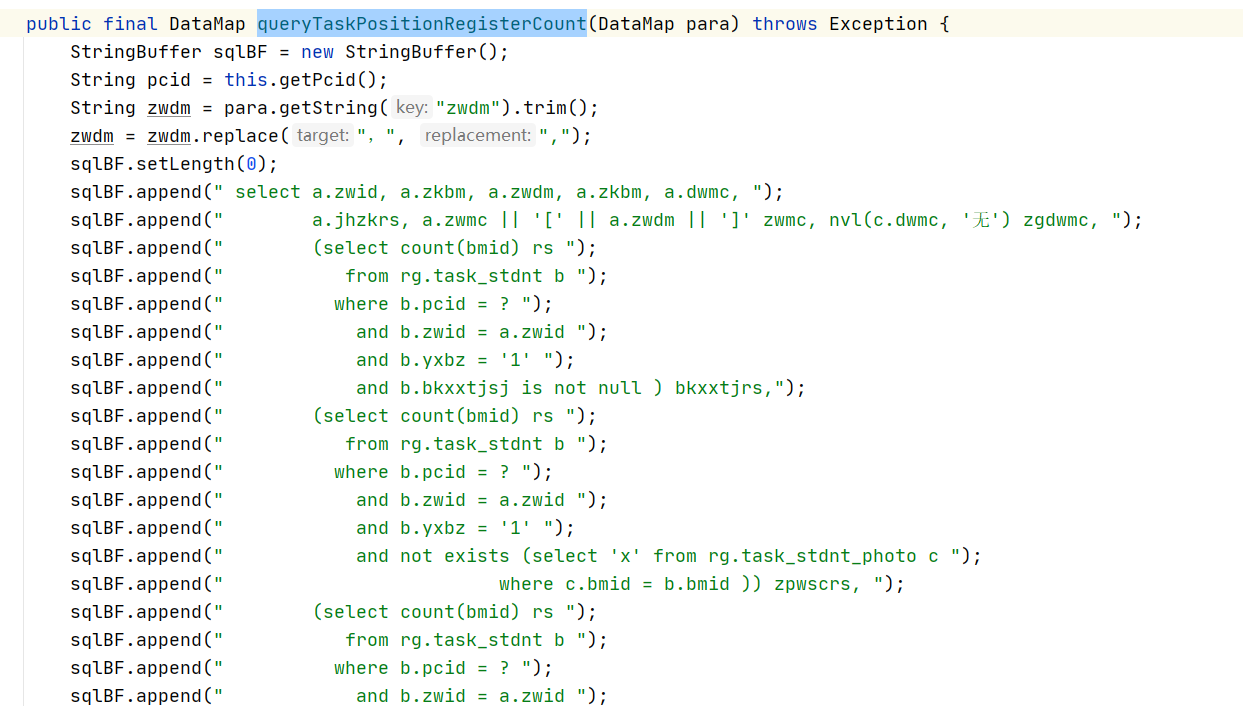 public final DataMap queryTaskPositionRegisterCount(DataMap para) throws Exception {
    StringBuffer sqlBF = new StringBuffer();
    String pcid = this.getPcid();
    String zwdm = para.getString( key: "zwdm").trim();
    zwdm = zwdm.replace( target: "，", replacement: ",");
    sqlBF.setLength(0);
    sqlBF.append(" select a.zwid, a.zkbm, a.zwdm, a.zkbm, a.dwmc, ");
    sqlBF.append("        a.jhzkrs, a.zwmc || '[' || a.zwdm || ']' zwmc, nvl(c.dwmc, '无') zgdwmc, ");
    sqlBF.append("        (select count(bmid) rs ");
    sqlBF.append("           from rg.task_stdnt b ");
    sqlBF.append("          where b.pcid = ? ");
    sqlBF.append("            and b.zwid = a.zwid ");
    sqlBF.append("            and b.yxbz = '1' ");
    sqlBF.append("            and b.bkxxtjsj is not null ) bkxxtjrs,");
    sqlBF.append("        (select count(bmid) rs ");
    sqlBF.append("           from rg.task_stdnt b ");
    sqlBF.append("          where b.pcid = ? ");
    sqlBF.append("            and b.zwid = a.zwid ");
    sqlBF.append("            and b.yxbz = '1' ");
    sqlBF.append("            and not exists (select 'x' from rg.task_stdnt_photo c ");
    sqlBF.append("                         where c.bmid = b.bmid )) zpwscrs, ");
    sqlBF.append("        (select count(bmid) rs ");
    sqlBF.append("           from rg.task_stdnt b ");
    sqlBF.append("          where b.pcid = ? ");
    sqlBF.append("            and b.zwid = a.zwid ");